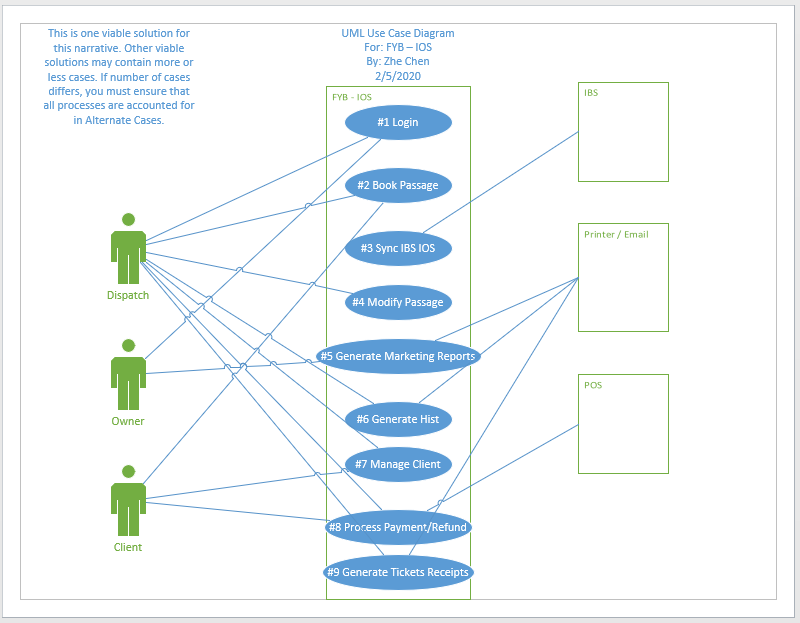 This is one viable solution for
this narrative. Other viable
solutions may contain more or
less cases. If number of cases
differs, you must ensure that
all processes are accounted for
in Alternate Cases.
UML Use Case Diagram
For: FYB – IOS
By: Zhe Chen
2/5/2020
FYB - IOS
#1 Login
#2 Book Passage
#3 Sync IBS IOS
#4 Modify Passage
#5 Generate Marketing Reports
#6 Generate Hist
#7 Manage Client
#8 Process Payment/Refund
#9 Generate Tickets Receipts
Dispatch
Owner
Client
IBS
Printer / Email
POS